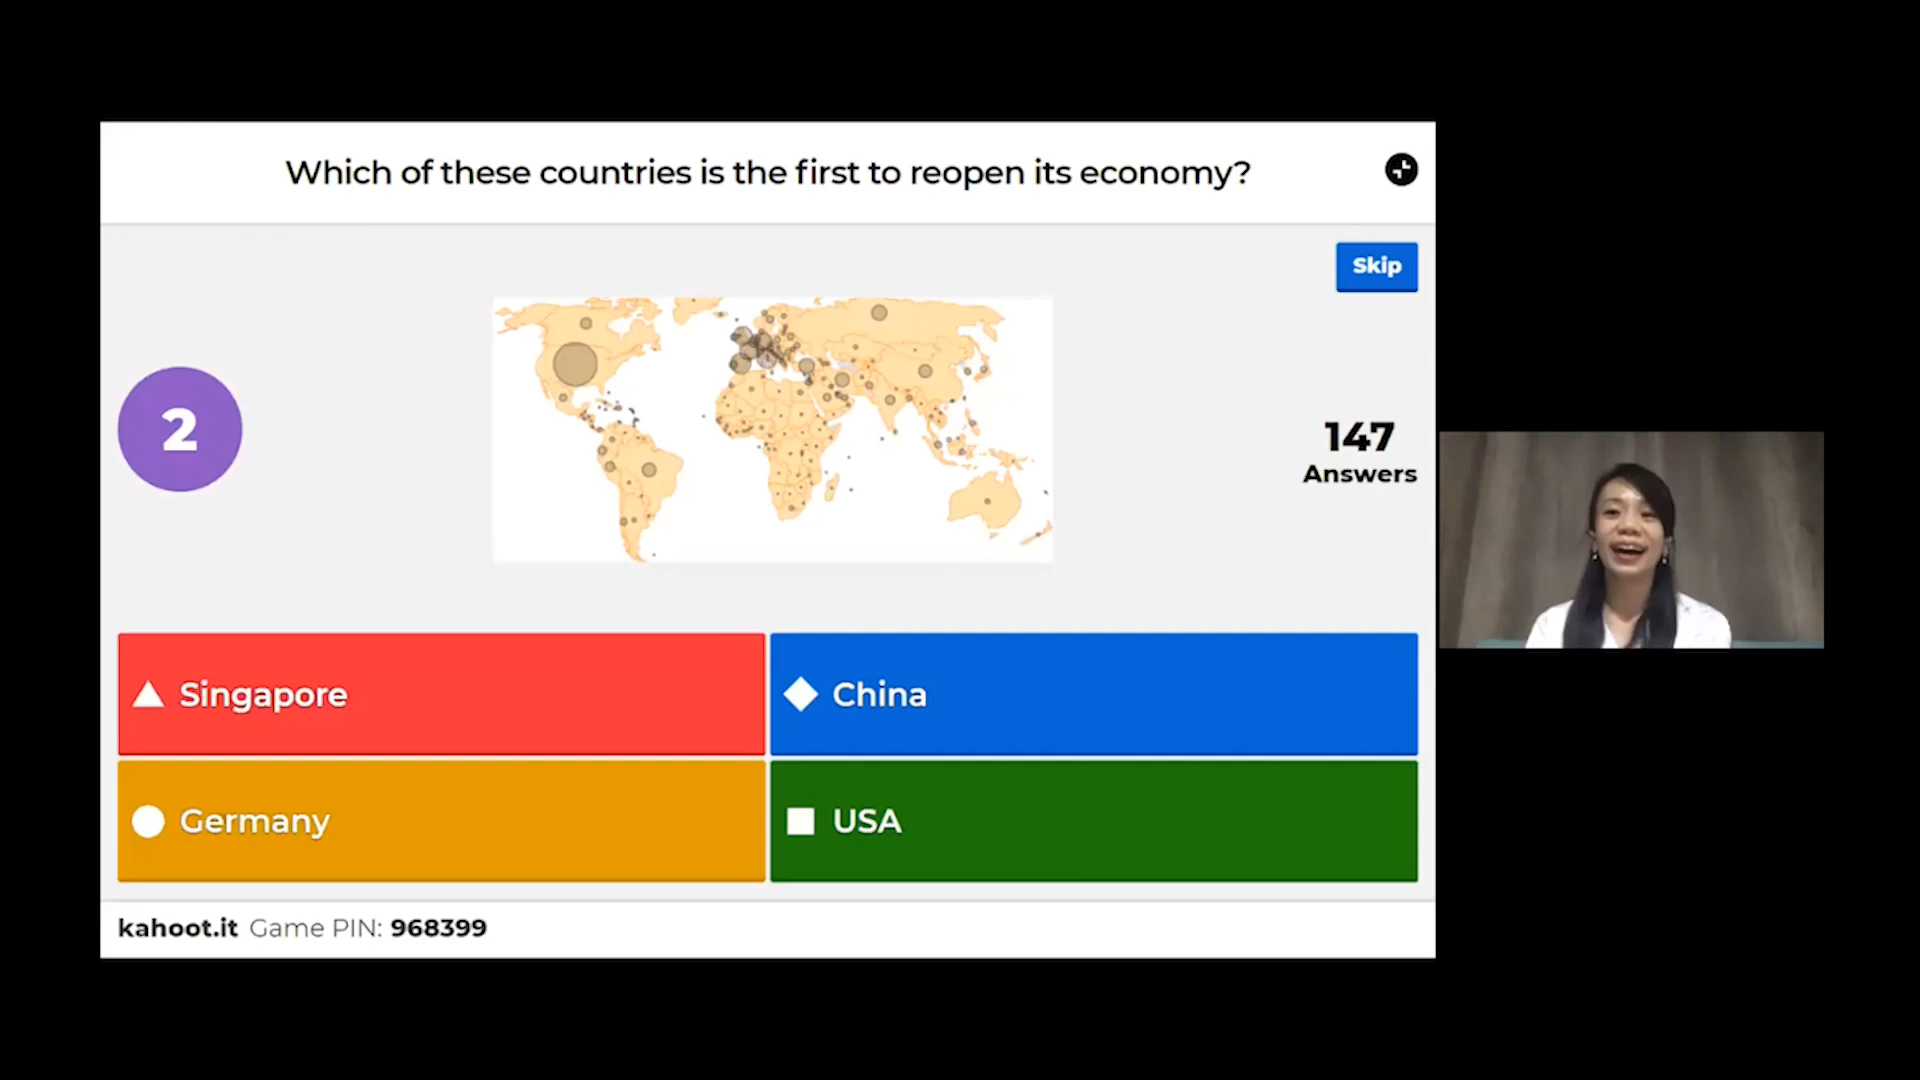 Which of these countries is the first to reopen its economy?
Skip
2
147
Answers
Singapore
China
Germany
USA
kahoot.it Game PIN: 968399